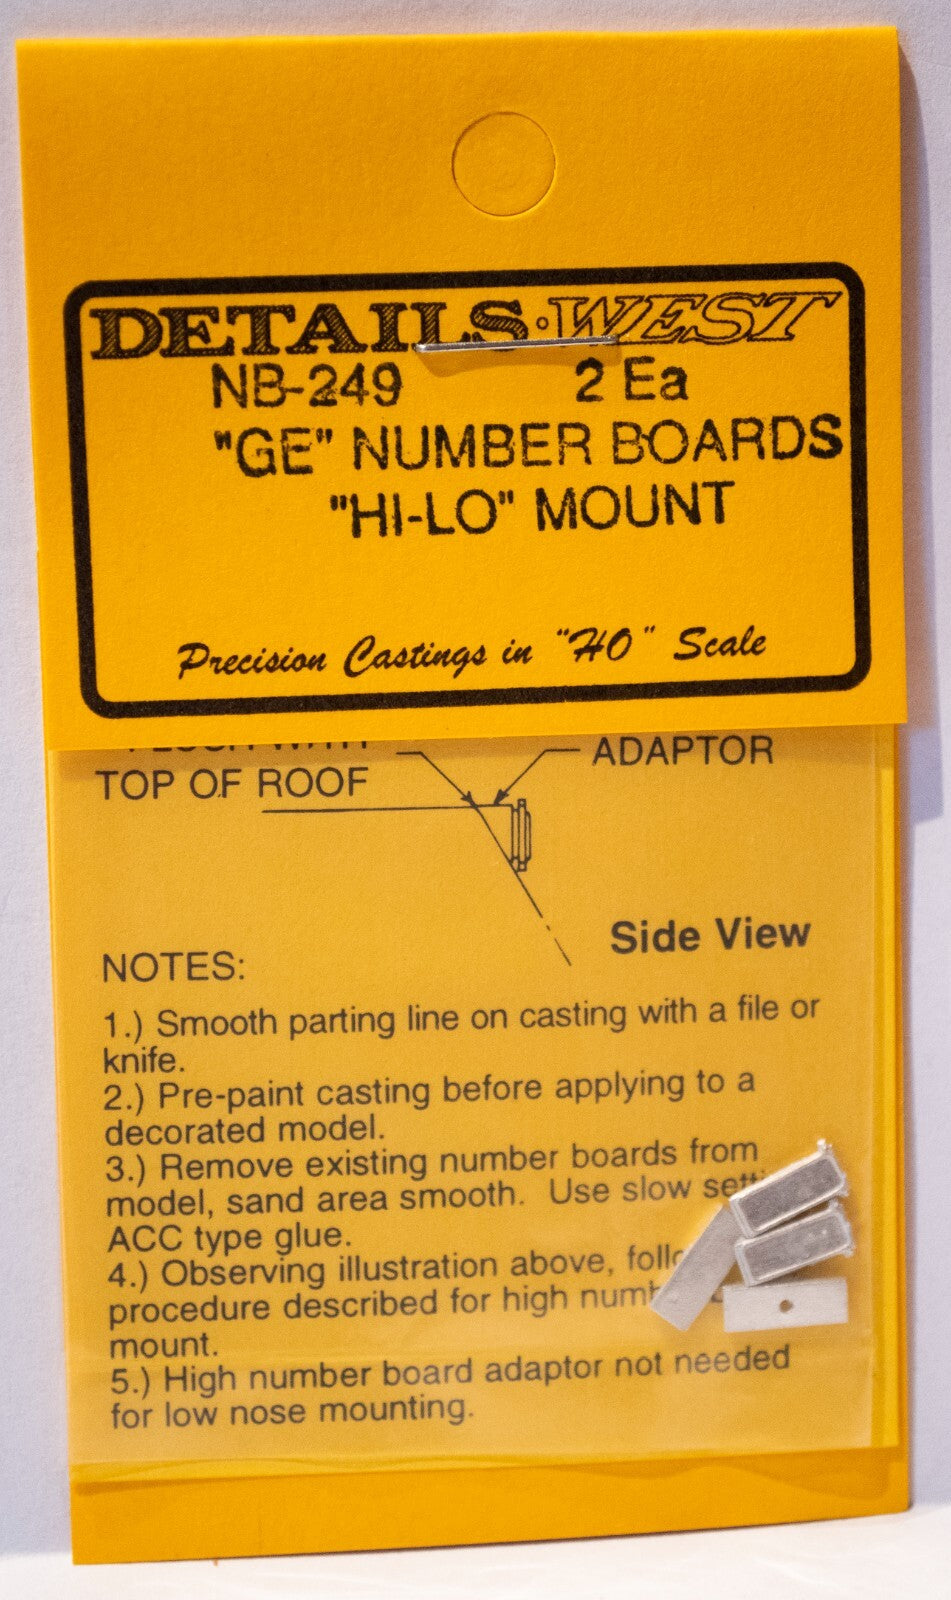 DETAILS·WEST
NB-249 2 Ea
"GE" NUMBER BOARDS
"HI-LO" MOUNT
Precision Castings in "HO" Scale
TOP OF ROOF
ADAPTOR
Side View
NOTES:
1.) Smooth parting line on casting with a file or
knife.
2.) Pre-paint casting before applying to a
decorated model.
3.) Remove existing number boards from
model, sand area smooth. Use slow
ACC type glue.
4.) Observing illustration above,
procedure described for high
mount.
5.) High number board adaptor not needed
for low nose mounting.